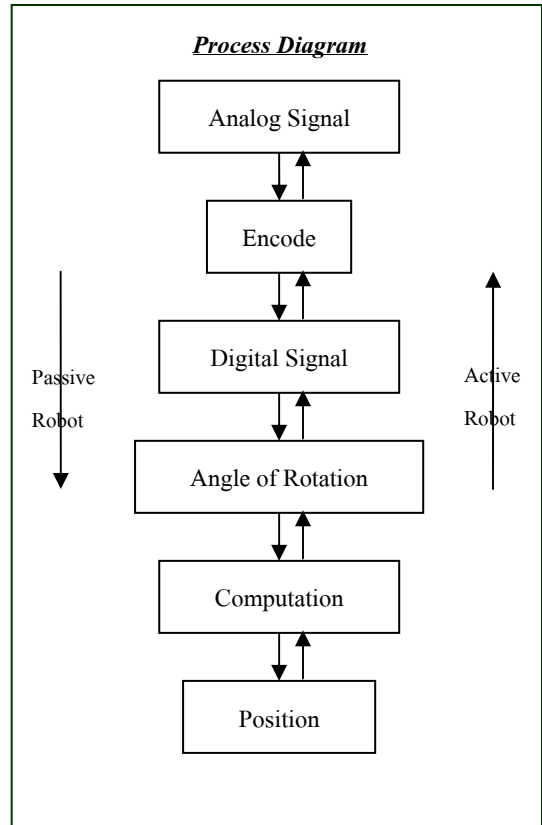 Process Diagram
Analog Signal
Encode
Digital Signal
Passive
Robot
Active
Robot
Angle of Rotation
Computation
Position